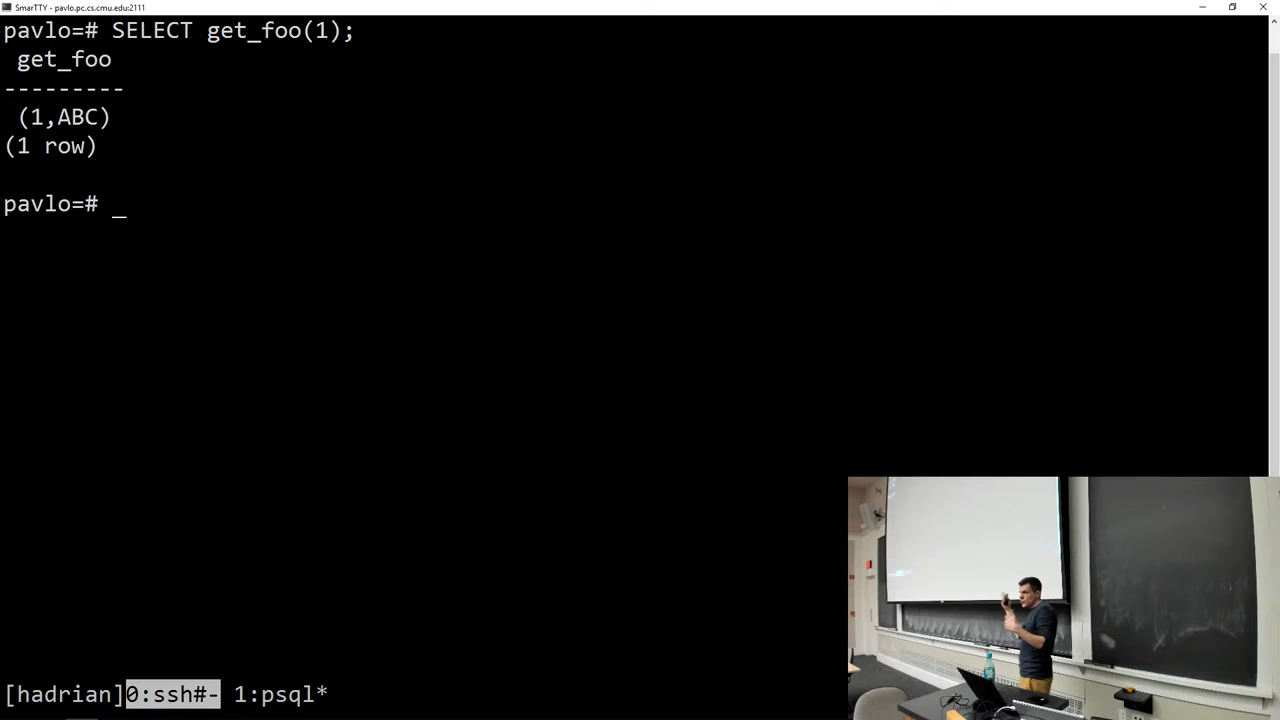 SmarTTY - pavlo.pc.cs.cmu.edu:2111
pavlo=# SELECT get_foo(1);
get_foo
---------
(1,ABC)
(1 row)
pavlo=# _
[hadrian]0:ssh#- 1:psql*